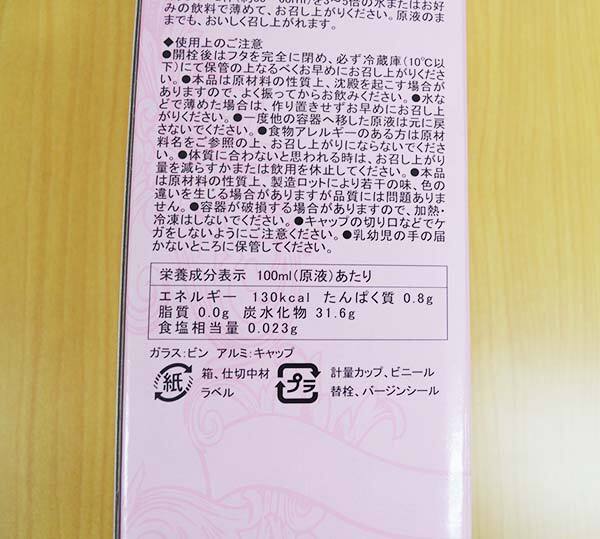 みの飲料で薄めて、お召し上がりください。原液のま
までも、おいしく召し上がれます。
◆使用上のご注意
●開栓後はフタを完全に閉め、必ず冷蔵庫(10℃以
下)にて保管の上なるべくお早めにお召し上がりくださ
い。●本品は原材料の性質上、沈殿を起こす場合が
ありますので、よく振ってからお飲みください。●水な
どで薄めた場合は、作り置きせずお早めにお召し上
がりください。●一度他の容器へ移した原液は元に戻
さないでください。●食物アレルギーのある方は原材
料名をご参照の上、お召し上がりにならないでくださ
い。●体質に合わないと思われる時は、お召し上がり
量を減らすかまたは飲用を休止してください。●本品
は原材料の性質上、製造ロットにより若干の味、色の
違いを生じる場合がありますが品質には問題ありま
せん。●容器が破損する場合がありますので、加熱・
冷凍はしないでください。●キャップの切り口などでケ
ガをしないようにご注意ください。●乳幼児の手の届
かないところに保管してください。
栄養成分表示 100ml(原液)あたり
エネルギー 130kcal たんぱく質 0.8g
脂質 0.0g 炭水化物 31.6g
食塩相当量 0.023g
ガラス:ビン アルミ:キャップ
紙 箱、仕切中材 プラ 計量カップ、ビニール
ラベル 替栓、バージンシール